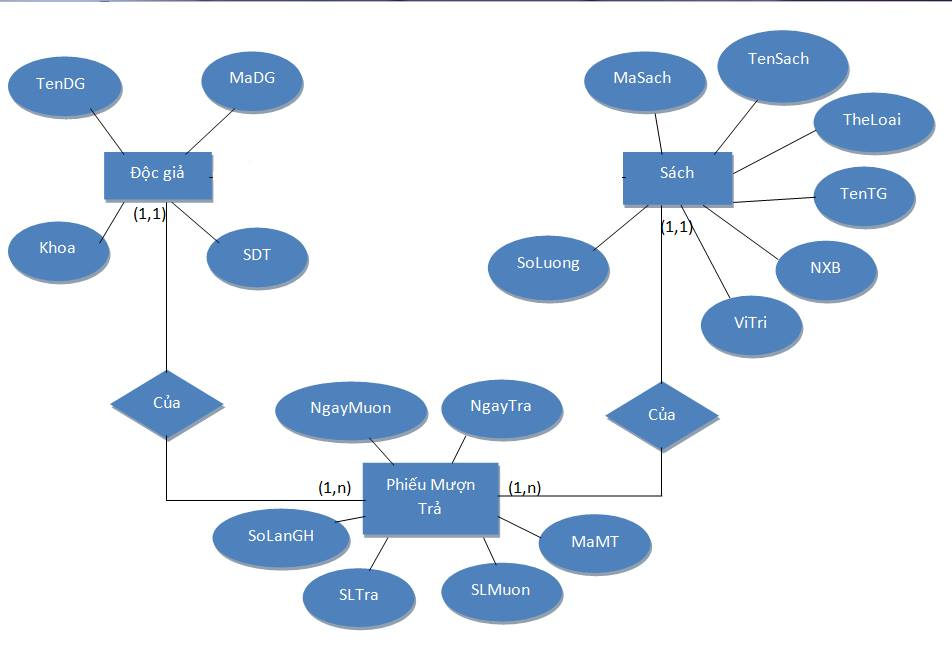 TenDG
MaDG
MaSach
TenSach
TheLoai
Độc giả
Sách
TenTG
(1,1)
(1,1)
Khoa
SDT
SoLuong
NXB
ViTri
Của
NgayMuon
NgayTra
Của
(1,n)
Phiếu Mượn
Trả
(1,n)
SoLanGH
MaMT
SLTra
SLMuon